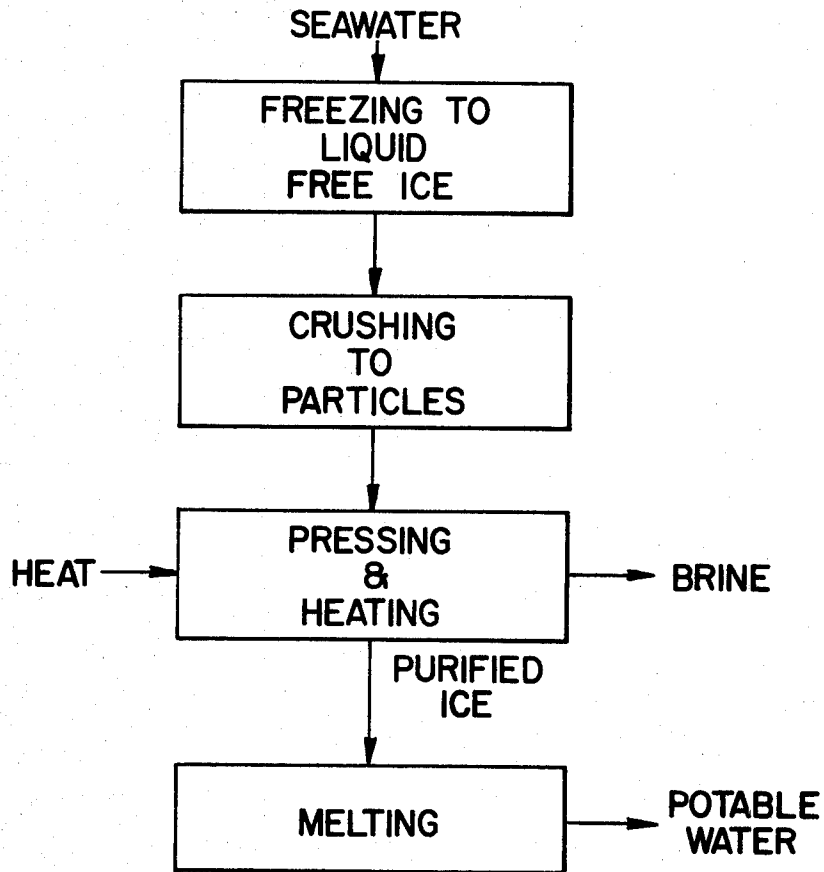 SEAWATER
FREEZING TO
LIQUID
FREE ICE
CRUSHING
TO
PARTICLES
HEAT
PRESSING
&
HEATING
BRINE
PURIFIED
ICE
MELTING
POTABLE
WATER